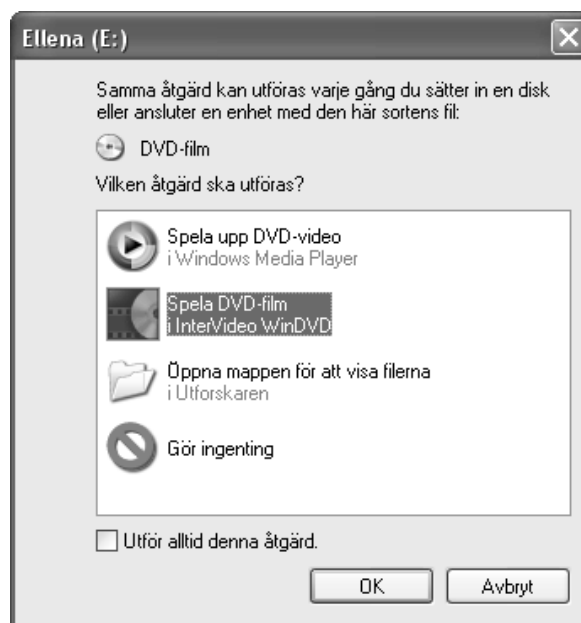 Ellena (E:)
Samma åtgärd kan utföras varje gång du sätter in en disk
eller ansluter en enhet med den här sortens fil:
DVD-film
Vilken åtgärd ska utföras?
Spela upp DVD-video
i Windows Media Player
Spela DVD-film
i InterVideo WinDVD
Öppna mappen för att visa filerna
i Utforskaren
Gör ingenting
Utför alltid denna åtgärd.
OK
Avbryt